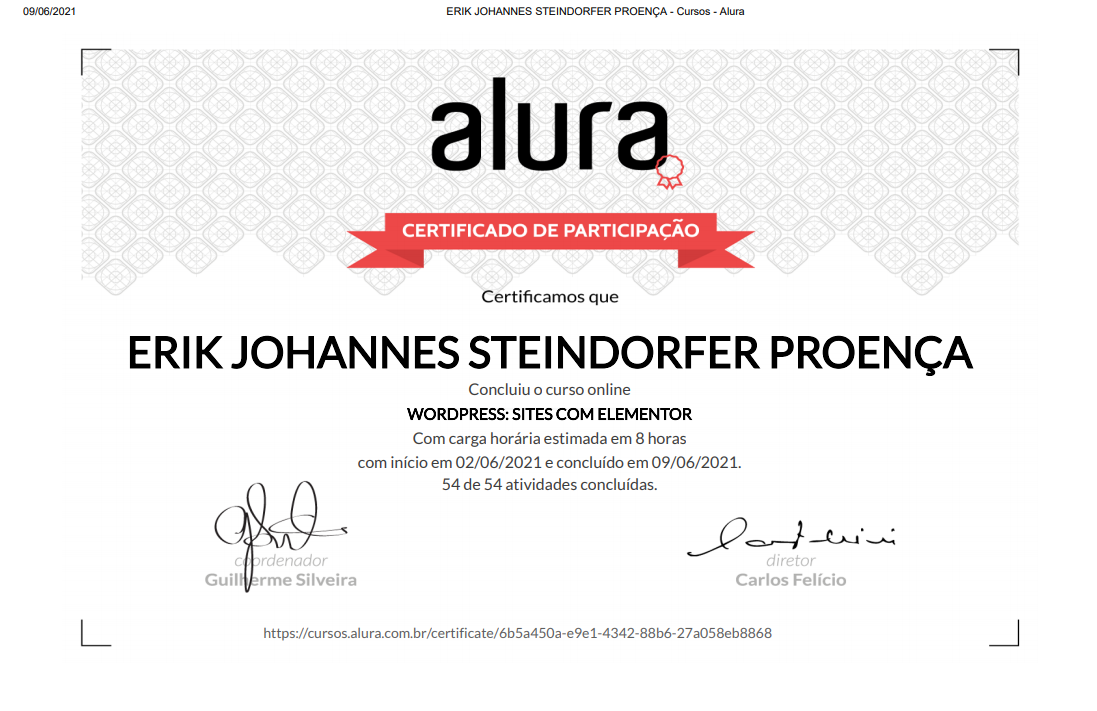 09/06/2021 ERIK JOHANNES STEINDORFER PROENÇA - Cursos - Alura
alura
CERTIFICADO DE PARTICIPAÇÃO
Certificamos que
ERIK JOHANNES STEINDORFER PROENÇA
Concluiu o curso online
WORDPRESS: SITES COM ELEMENTOR
Com carga horária estimada em 8 horas
com início em 02/06/2021 e concluído em 09/06/2021.
54 de 54 atividades concluídas.
coordenador
Guilherme Silveira
diretor
Carlos Felício
https://cursos.alura.com.br/certificate/6b5a450a-e9e1-4342-88b6-27a058eb8868